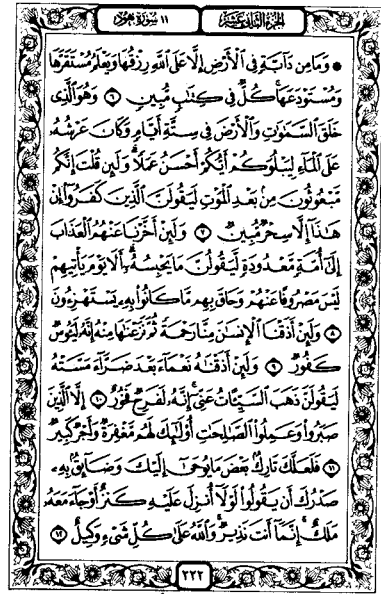 الجزء الثاني عشر ١١ سورة هود
۞ وَمَا مِن دَآبَّةٍ فِى ٱلْأَرْضِ إِلَّا عَلَى ٱللَّهِ رِزْقُهَا وَيَعْلَمُ مُسْتَقَرَّهَا
وَمُسْتَوْدَعَهَا ۚ كُلٌّ فِى كِتَٰبٍ مُّبِينٍ ٦ وَهُوَ ٱلَّذِى
خَلَقَ ٱلسَّمَٰوَٰتِ وَٱلْأَرْضَ فِى سِتَّةِ أَيَّامٍ وَكَانَ عَرْشُهُۥ
عَلَى ٱلْمَآءِ لِيَبْلُوَكُمْ أَيُّكُمْ أَحْسَنُ عَمَلًا ۗ وَلَئِن قُلْتَ إِنَّكُم
مَّبْعُوثُونَ مِنۢ بَعْدِ ٱلْمَوْتِ لَيَقُولَنَّ ٱلَّذِينَ كَفَرُوٓا۟ إِنْ
هَٰذَآ إِلَّا سِحْرٌ مُّبِينٌ ٧ وَلَئِنْ أَخَّرْنَا عَنْهُمُ ٱلْعَذَابَ
إِلَىٰٓ أُمَّةٍ مَّعْدُودَةٍ لَّيَقُولُنَّ مَا يَحْبِسُهُۥٓ ۗ أَلَا يَوْمَ يَأْتِيهِمْ
لَيْسَ مَصْرُوفًا عَنْهُمْ وَحَاقَ بِهِم مَّا كَانُوا۟ بِهِۦ يَسْتَهْزِءُونَ
٨ وَلَئِنْ أَذَقْنَا ٱلْإِنسَٰنَ مِنَّا رَحْمَةً ثُمَّ نَزَعْنَٰهَا مِنْهُ إِنَّهُۥ لَيَـُٔوسٌ
كَفُورٌ ٩ وَلَئِنْ أَذَقْنَٰهُ نَعْمَآءَ بَعْدَ ضَرَّآءَ مَسَّتْهُ
لَيَقُولَنَّ ذَهَبَ ٱلسَّيِّـَٔاتُ عَنِّىٓ ۚ إِنَّهُۥ لَفَرِحٌ فَخُورٌ ١٠ إِلَّا ٱلَّذِينَ
صَبَرُوا۟ وَعَمِلُوا۟ ٱلصَّٰلِحَٰتِ أُو۟لَٰٓئِكَ لَهُم مَّغْفِرَةٌ وَأَجْرٌ كَبِيرٌ
١١ فَلَعَلَّكَ تَارِكٌۢ بَعْضَ مَا يُوحَىٰٓ إِلَيْكَ وَضَآئِقٌۢ بِهِۦ
صَدْرُكَ أَن يَقُولُوا۟ لَوْلَآ أُنزِلَ عَلَيْهِ كَنزٌ أَوْ جَآءَ مَعَهُۥ
مَلَكٌ ۚ إِنَّمَآ أَنتَ نَذِيرٌ ۚ وَٱللَّهُ عَلَىٰ كُلِّ شَىْءٍ وَكِيلٌ ١٢
٢٢٢